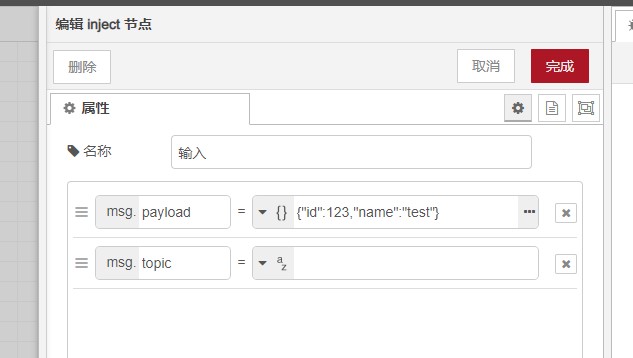 编辑 inject 节点
删除
取消
完成
属性
名称
输入
msg. payload = {} {"id":123,"name":"test"} •••
msg. topic = a z